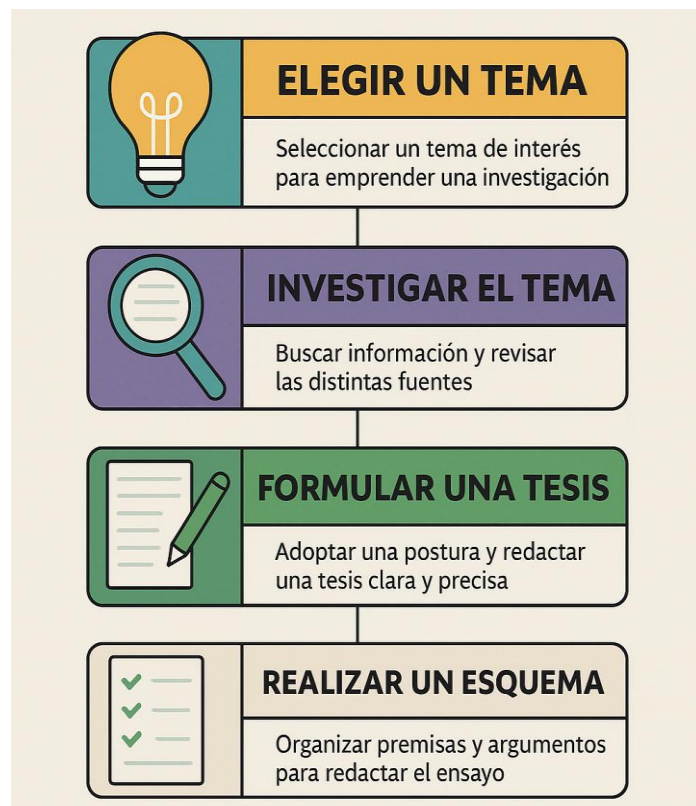 ELEGIR UN TEMA
Seleccionar un tema de interés
para emprender una investigación
INVESTIGAR EL TEMA
Buscar información y revisar
las distintas fuentes
FORMULAR UNA TESIS
Adoptar una postura y redactar
una tesis clara y precisa
REALIZAR UN ESQUEMA
Organizar premisas y argumentos
para redactar el ensayo